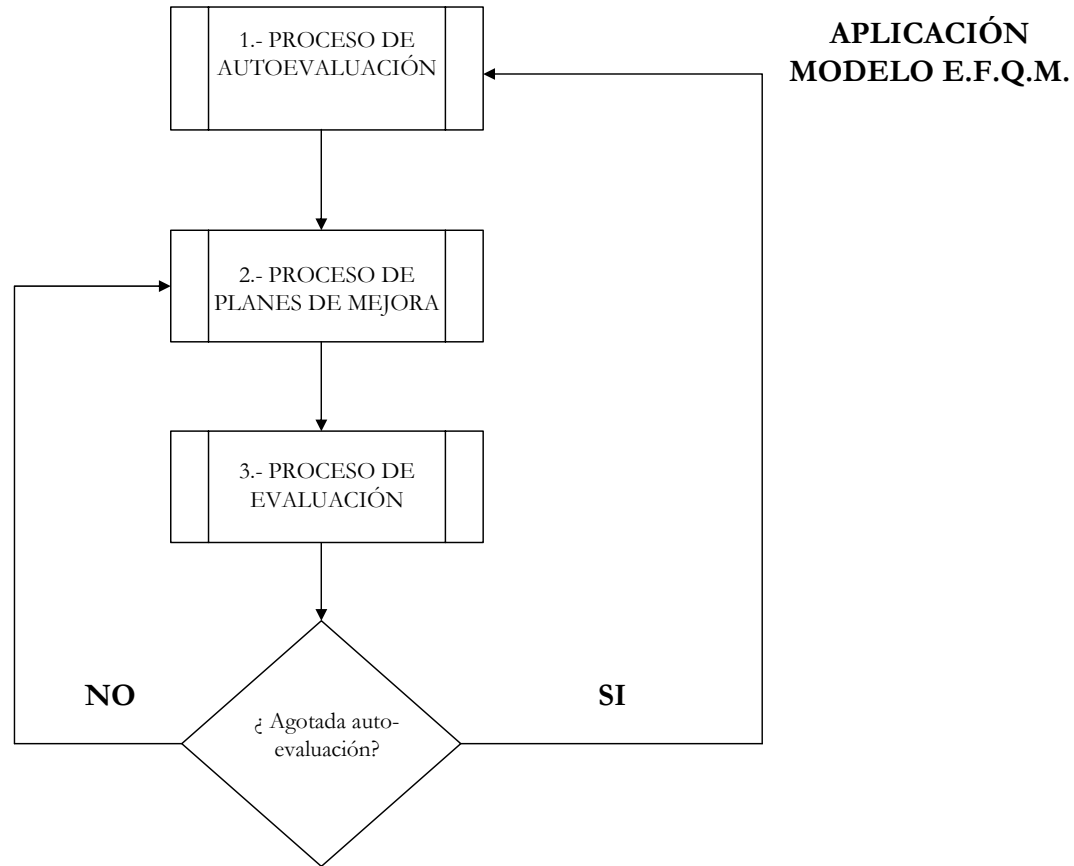 APLICACIÓN
MODELO E.F.Q.M.
1.- PROCESO DE
AUTOEVALUACIÓN
2.- PROCESO DE
PLANES DE MEJORA
3.- PROCESO DE
EVALUACIÓN
NO
SI
¿ Agotada auto-
evaluación?